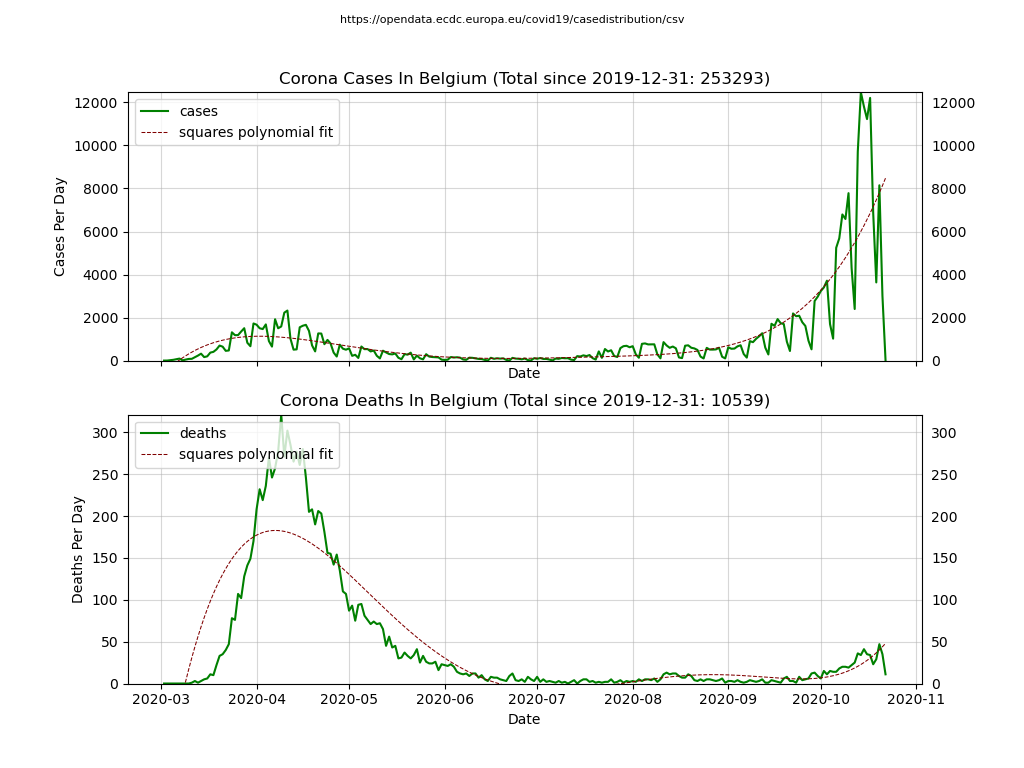 https://opendata.ecdc.europa.eu/covid19/casedistribution/csv
Corona Cases In Belgium (Total since 2019-12-31: 253293)
cases
squares polynomial fit
Cases Per Day
12000
10000
8000
6000
4000
2000
0
12000
10000
8000
6000
4000
2000
0
Date
Corona Deaths In Belgium (Total since 2019-12-31: 10539)
deaths
squares polynomial fit
Deaths Per Day
300
250
200
150
100
50
0
300
250
200
150
100
50
0
2020-03 2020-04 2020-05 2020-06 2020-07 2020-08 2020-09 2020-10 2020-11
Date